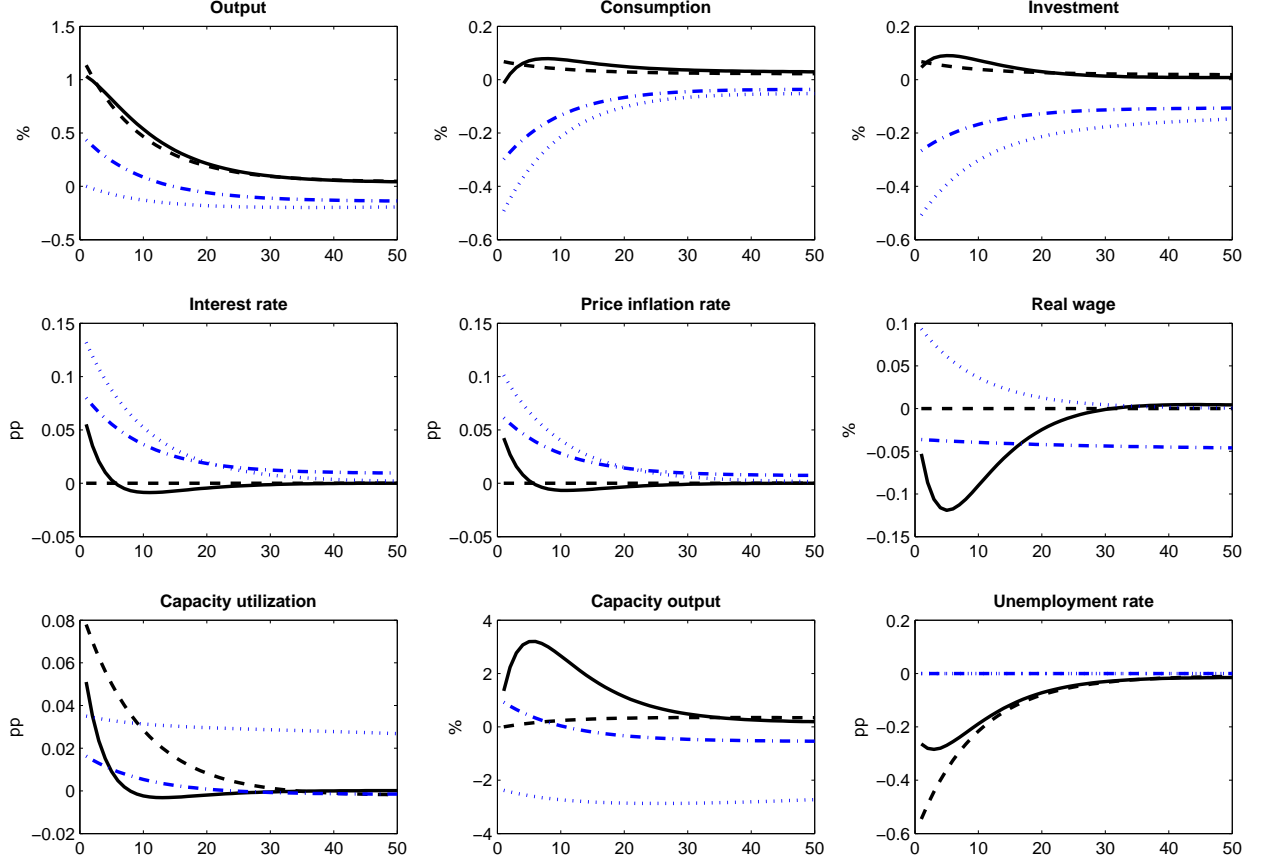 Output
1.5
1
0.5
0
−0.5
%
0 10 20 30 40 50
Consumption
0.2
0
−0.2
−0.4
−0.6
%
0 10 20 30 40 50
Investment
0.2
0
−0.2
−0.4
−0.6
%
0 10 20 30 40 50
Interest rate
0.15
0.1
0.05
0
−0.05
pp
0 10 20 30 40 50
Price inflation rate
0.15
0.1
0.05
0
−0.05
pp
0 10 20 30 40 50
Real wage
0.1
0.05
0
−0.05
−0.1
−0.15
%
0 10 20 30 40 50
Capacity utilization
0.08
0.06
0.04
0.02
0
−0.02
pp
0 10 20 30 40 50
Capacity output
4
2
0
−2
−4
%
0 10 20 30 40 50
Unemployment rate
0.2
0
−0.2
−0.4
−0.6
pp
0 10 20 30 40 50